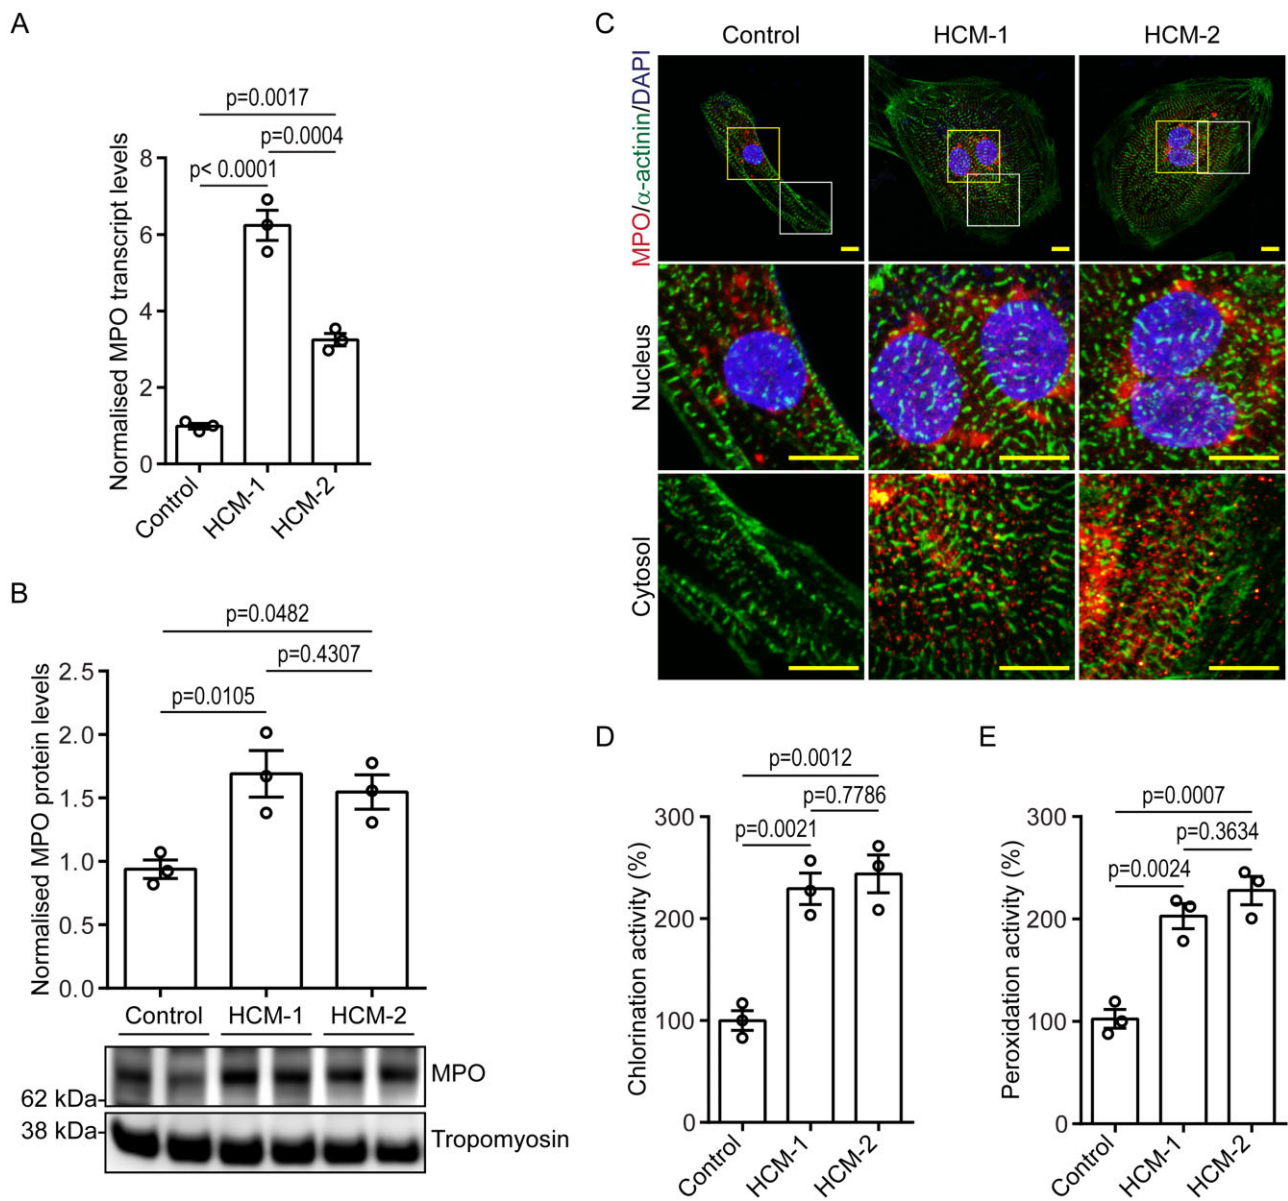 A
Normalised MPO transcript levels
p=0.0017
p=0.0004
p< 0.0001
8
6
4
2
0
Control
HCM-1
HCM-2
B
Normalised MPO protein levels
p=0.0482
p=0.4307
p=0.0105
2.5
2.0
1.5
1.0
0.5
0.0
Control HCM-1 HCM-2
MPO
62 kDa-
38 kDa-
Tropomyosin
C
Control HCM-1 HCM-2
MPO/α-actinin/DAPI
Nucleus
Cytosol
D
Chlorination activity (%)
p=0.0012
p=0.7786
p=0.0021
300
200
100
0
Control
HCM-1
HCM-2
E
Peroxidation activity (%)
p=0.0007
p=0.3634
p=0.0024
300
200
100
0
Control
HCM-1
HCM-2